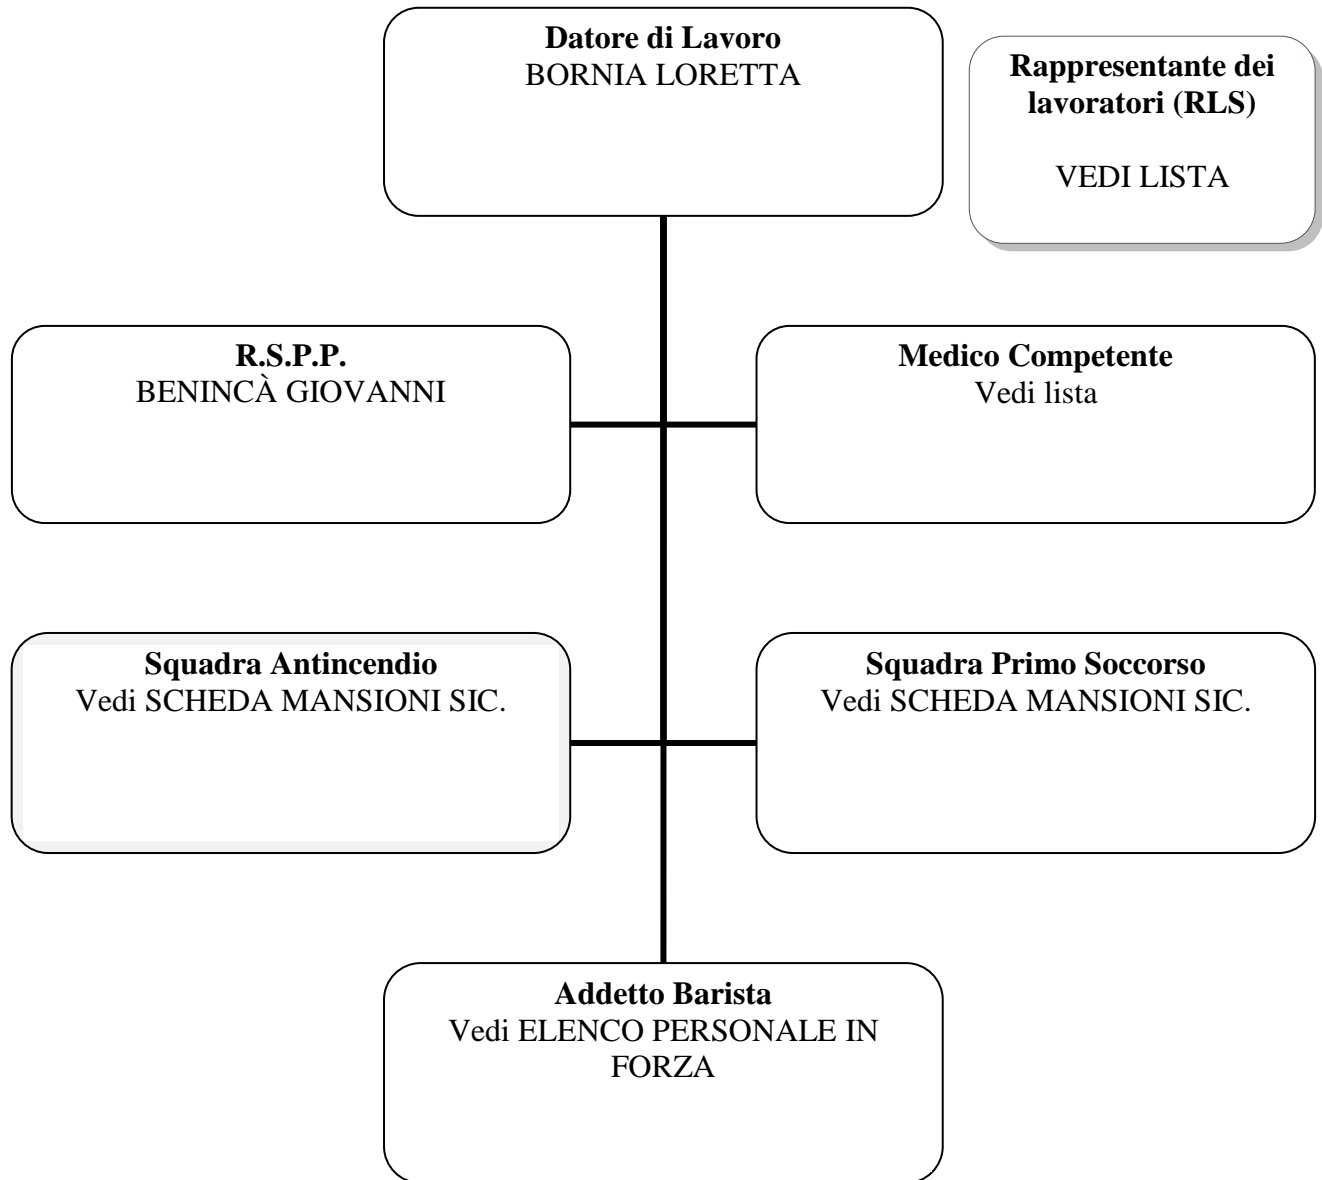 Datore di Lavoro
BORNIA LORETTA
Rappresentante dei
lavoratori (RLS)
VEDI LISTA
R.S.P.P.
BENINCÀ GIOVANNI
Medico Competente
Vedi lista
Squadra Antincendio
Vedi SCHEDA MANSIONI SIC.
Squadra Primo Soccorso
Vedi SCHEDA MANSIONI SIC.
Addetto Barista
Vedi ELENCO PERSONALE IN
FORZA